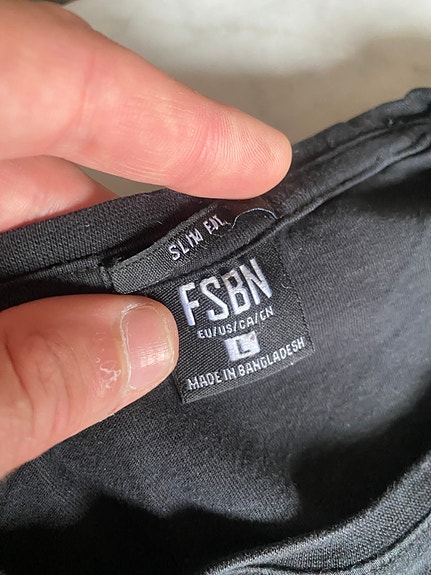 SLIM FIT
FSBN
EU/US/CA/CN
L
MADE IN BANGLADESH